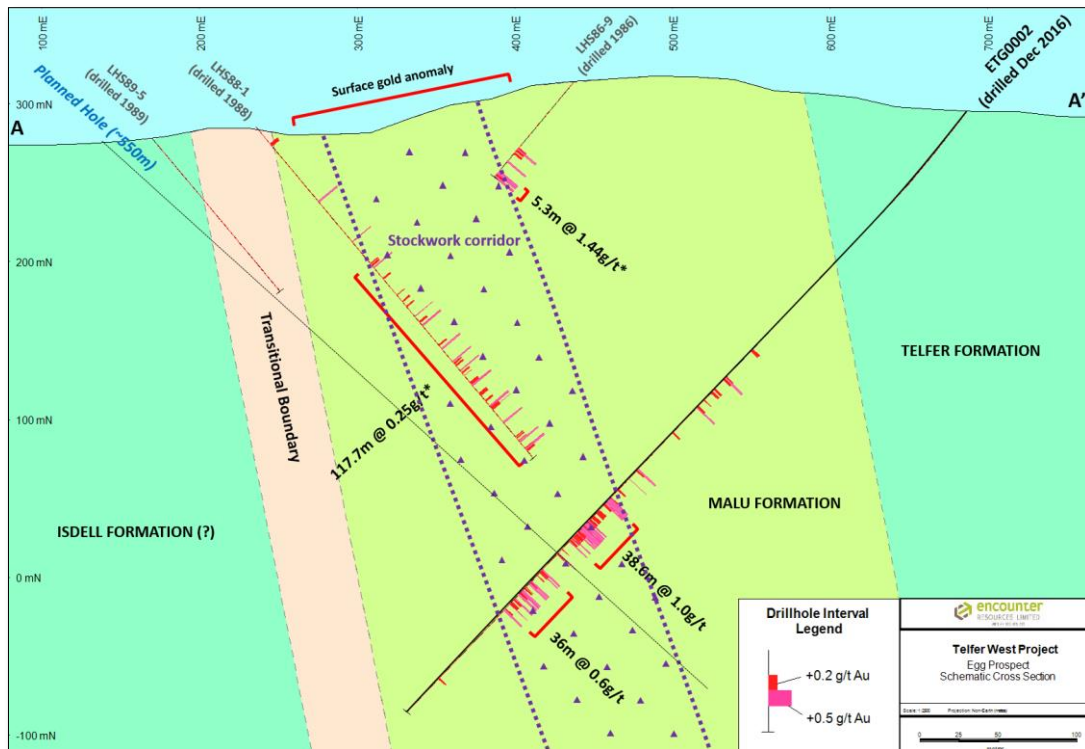 100 mE
200 mE
300 mE
400 mE
500 mE
600 mE
700 mE
LHS89-5
(drilled 1989)
LHS88-1
(drilled 1988)
Surface gold anomaly
LHS86-9
(drilled 1986)
ETG0002
(drilled Dec 2016)
Planned Hole (~550m)
A
A'
300 mN
200 mN
100 mN
0 mN
-100 mN
5.3m @ 1.44g/t*
Stockwork corridor
Transitional Boundary
117.7m @ 0.25g/t*
TELFER FORMATION
MALU FORMATION
ISDELL FORMATION (?)
38.6m @ 1.0g/t
36m @ 0.6g/t
Drillhole Interval
Legend
+0.2 g/t Au
+0.5 g/t Au
encounter
RESOURCES LIMITED
Telfer West Project
Egg Prospect
Schematic Cross Section
0
25
50
100